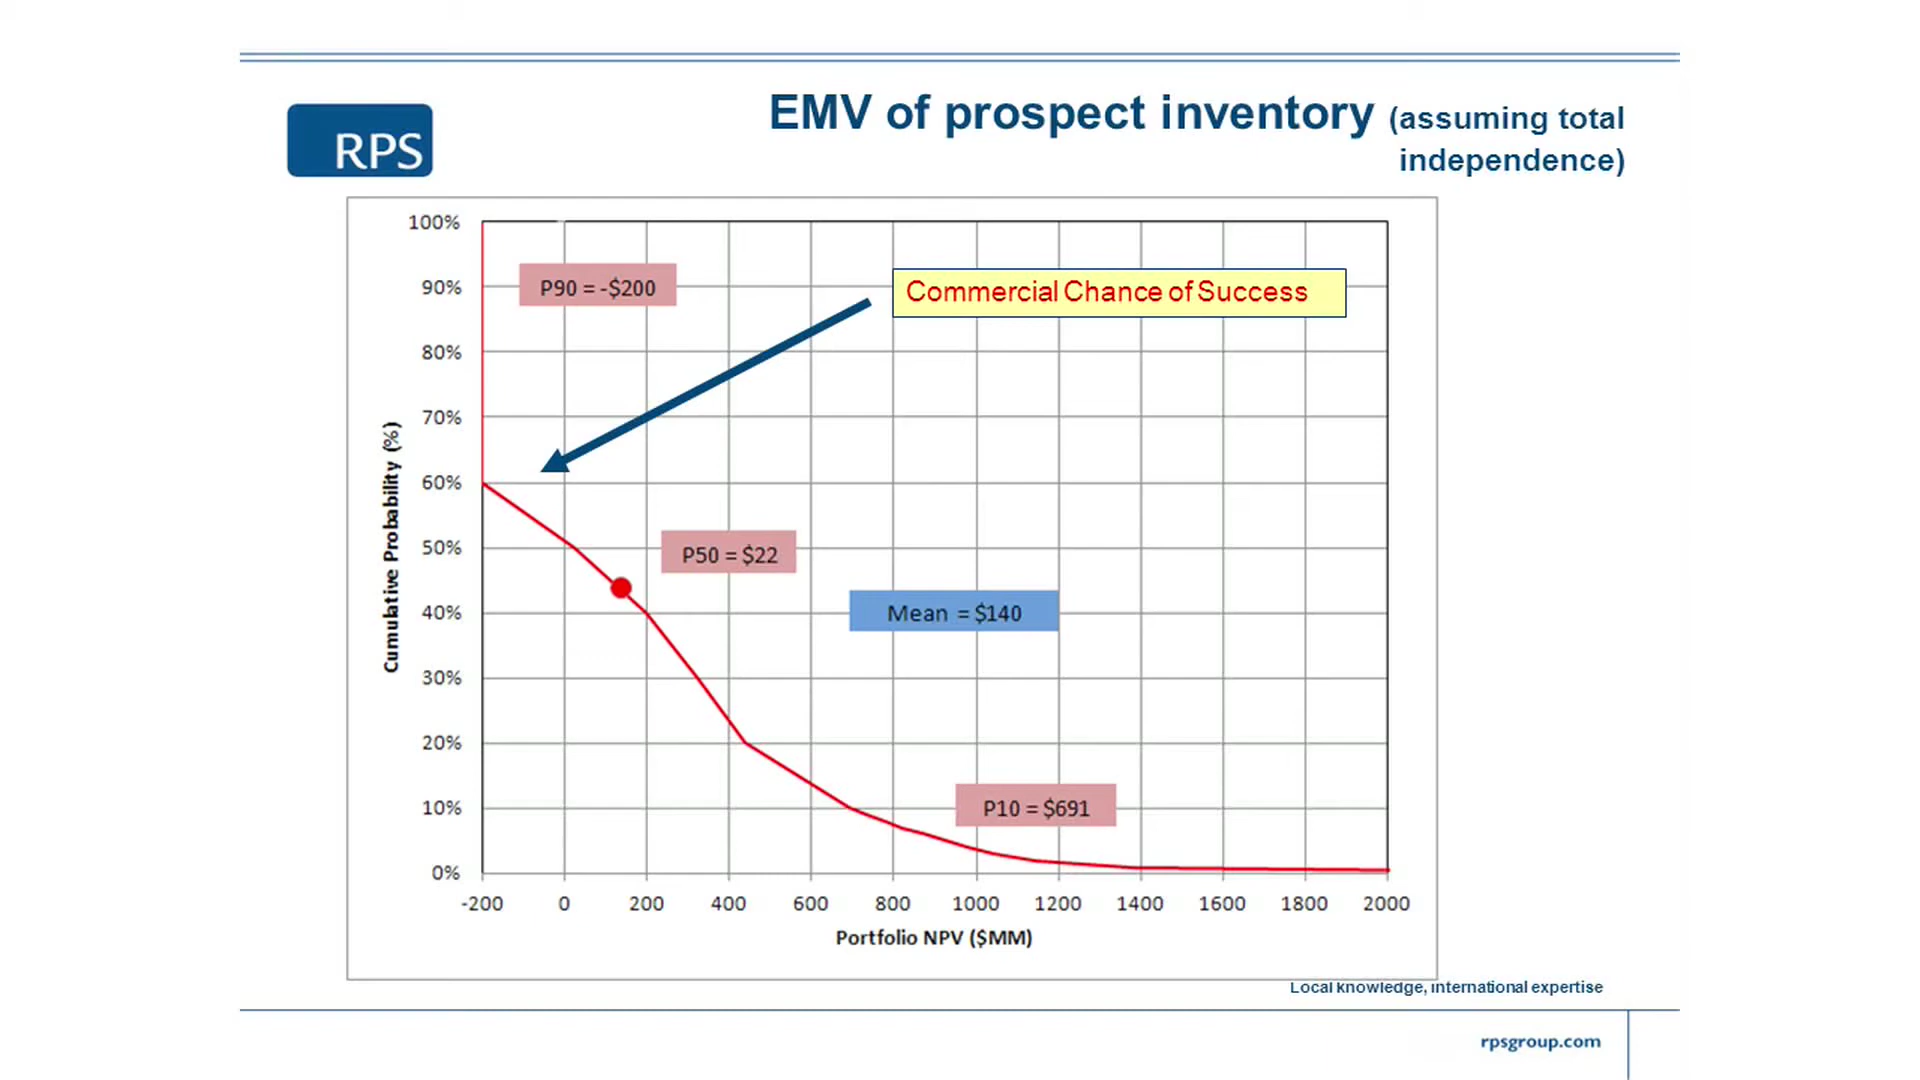 RPS
EMV of prospect inventory (assuming total
independence)
100%
90%
80%
70%
60%
50%
40%
30%
20%
10%
0%
Cumulative Probability (%)
P90 = -$200
Commercial Chance of Success
P50 = $22
Mean = $140
P10 = $691
-200 0 200 400 600 800 1000 1200 1400 1600 1800 2000
Portfolio NPV ($MM)
Local knowledge, international expertise
rpsgroup.com